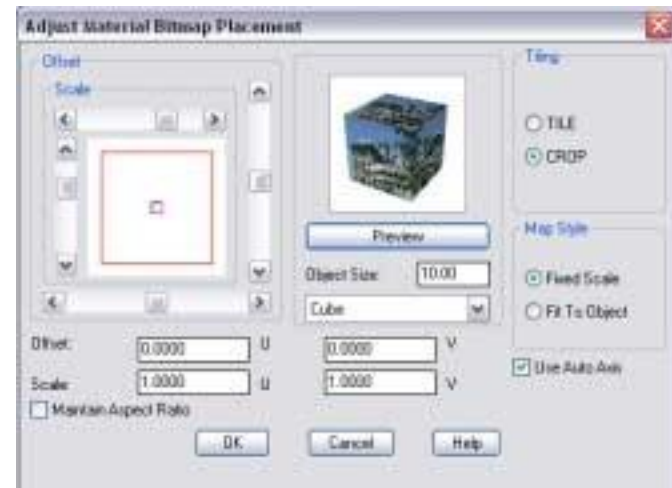 Adjust Material Bitmap Placement
Offset
Scale
Preview
Object Size:
10.00
Cube
Tiling
TILE
CROP
Map Style
Fixed Scale
Fit To Object
Use Auto Axis
Offset:
0.0000
U
0.0000
V
Scale
1.0000
U
1.0000
V
Maintain Aspect Ratio
OK
Cancel
Help